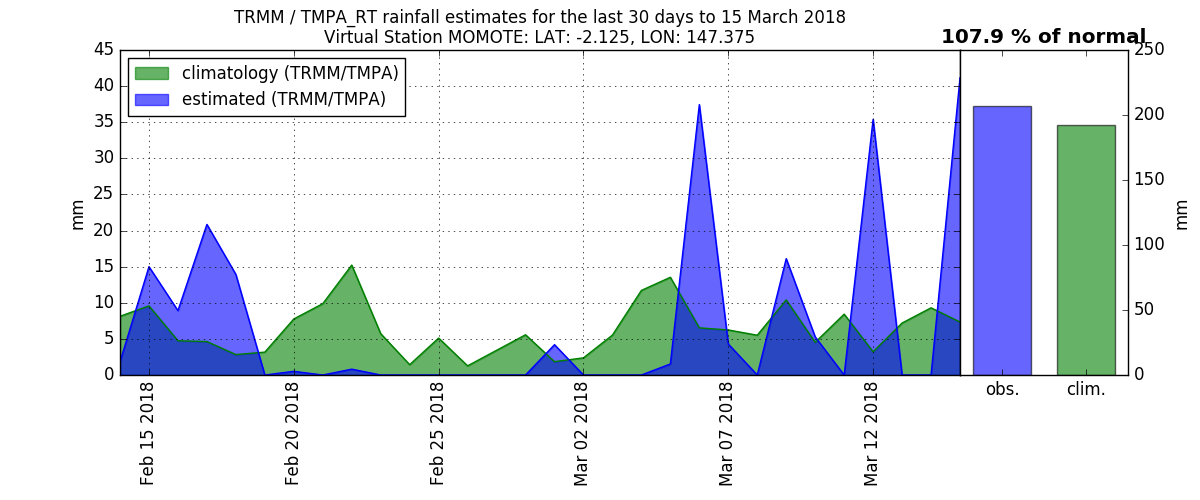 TRMM / TMPA_RT rainfall estimates for the last 30 days to 15 March 2018
Virtual Station MOMOTE: LAT: -2.125, LON: 147.375
107.9 % of normal
climatology (TRMM/TMPA)
estimated (TRMM/TMPA)
45
40
35
30
25
20
15
10
5
0
mm
Feb 15 2018
Feb 20 2018
Feb 25 2018
Mar 02 2018
Mar 07 2018
Mar 12 2018
obs.
clim.
250
200
150
100
50
0
mm